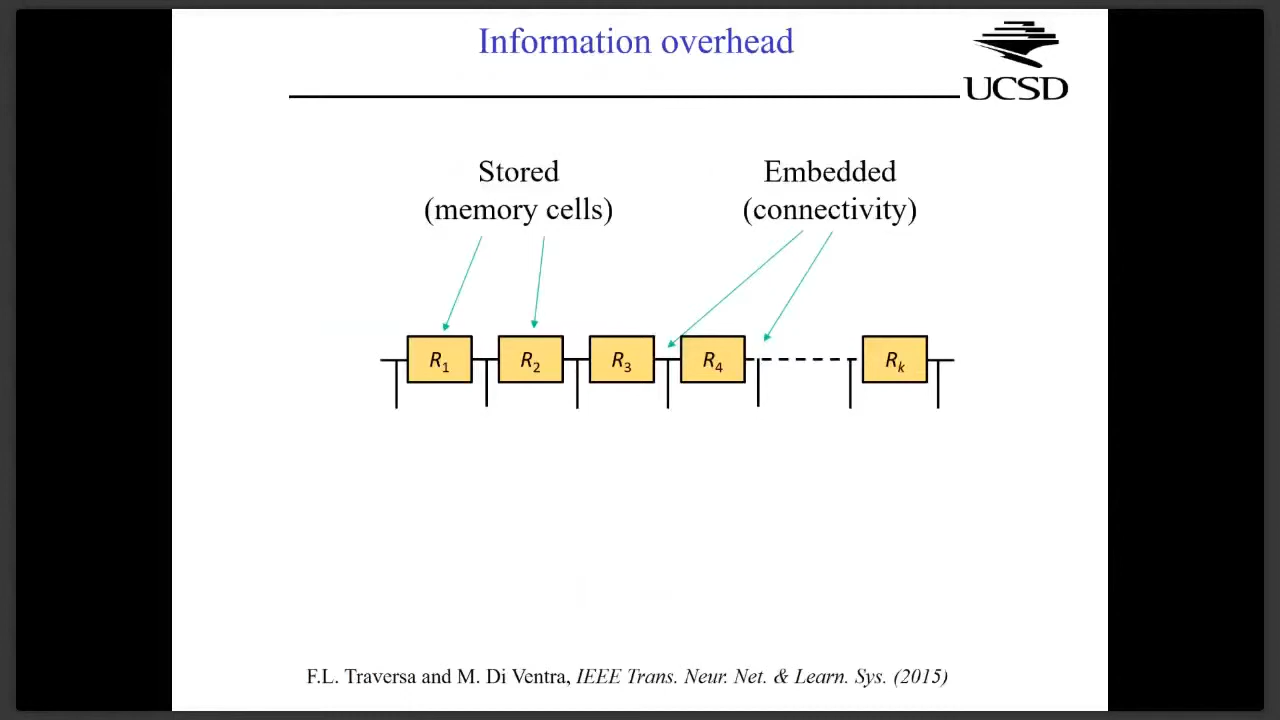 Information overhead
UCSD
Stored
(memory cells)
Embedded
(connectivity)
R1 R2 R3 R4 Rk
F.L. Traversa and M. Di Ventra, IEEE Trans. Neur. Net. & Learn. Sys. (2015)